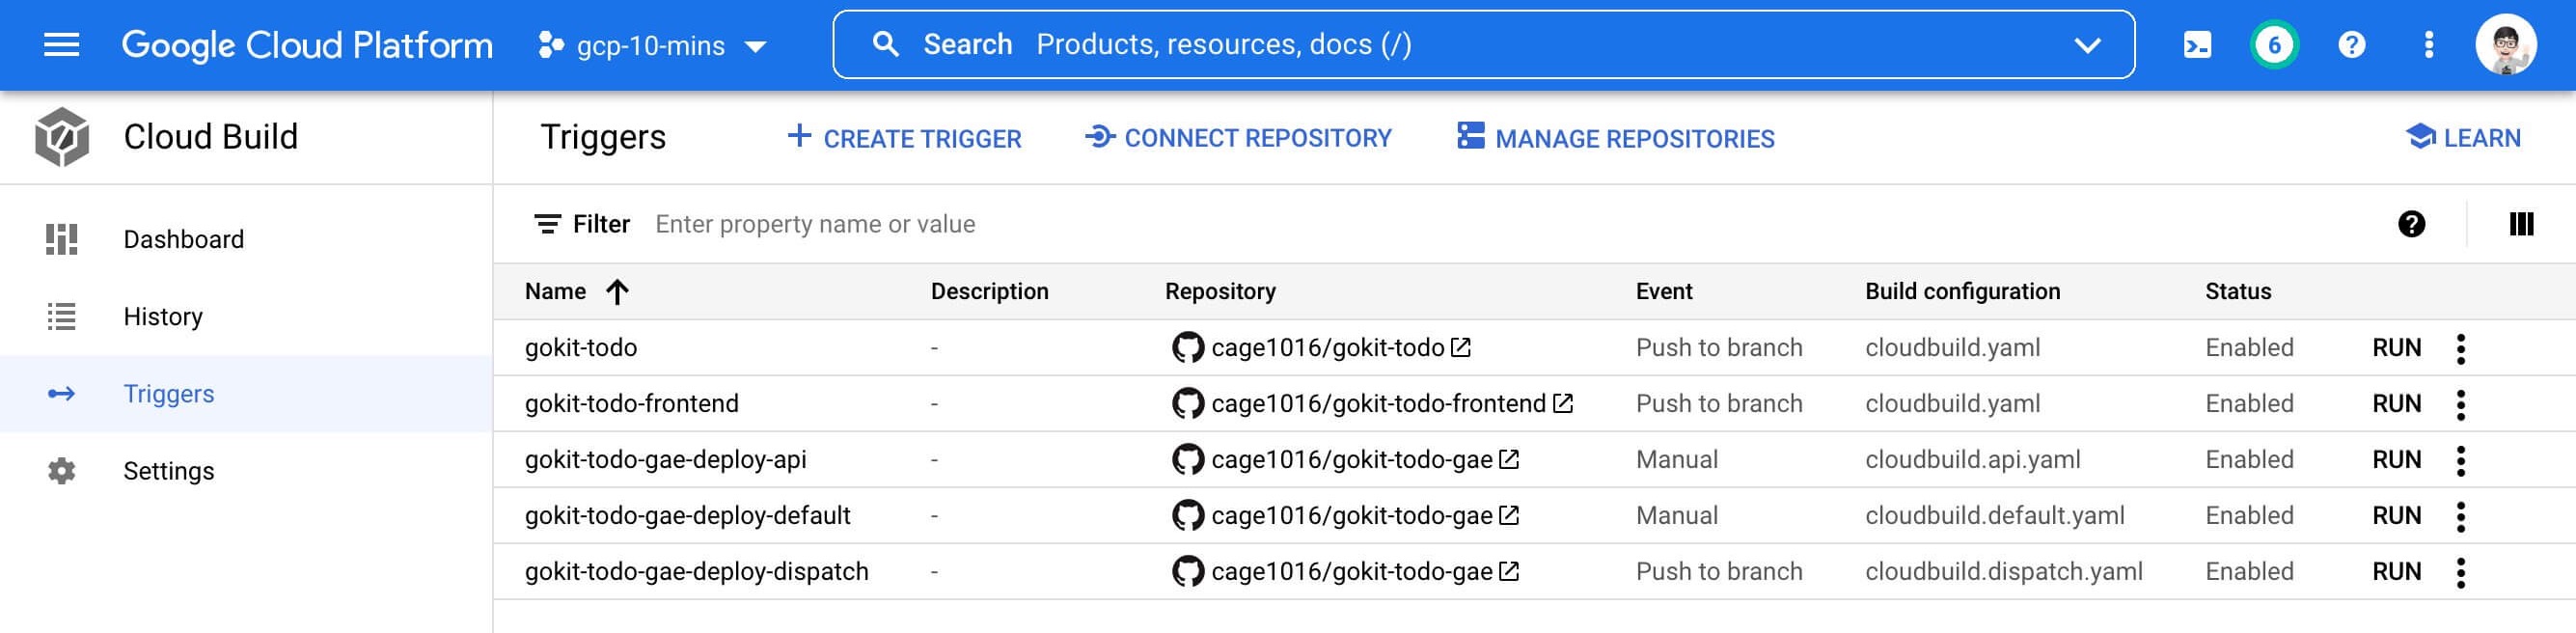 Google Cloud Platform gcp-10-mins Search Products, resources, docs (/) 6
Cloud Build
Triggers CREATE TRIGGER CONNECT REPOSITORY MANAGE REPOSITORIES LEARN
Dashboard
History
Triggers
Settings
Filter Enter property name or value
Name Description Repository Event Build configuration Status
gokit-todo - cage1016/gokit-todo Push to branch cloudbuild.yaml Enabled RUN
gokit-todo-frontend - cage1016/gokit-todo-frontend Push to branch cloudbuild.yaml Enabled RUN
gokit-todo-gae-deploy-api - cage1016/gokit-todo-gae Manual cloudbuild.api.yaml Enabled RUN
gokit-todo-gae-deploy-default - cage1016/gokit-todo-gae Manual cloudbuild.default.yaml Enabled RUN
gokit-todo-gae-deploy-dispatch - cage1016/gokit-todo-gae Push to branch cloudbuild.dispatch.yaml Enabled RUN